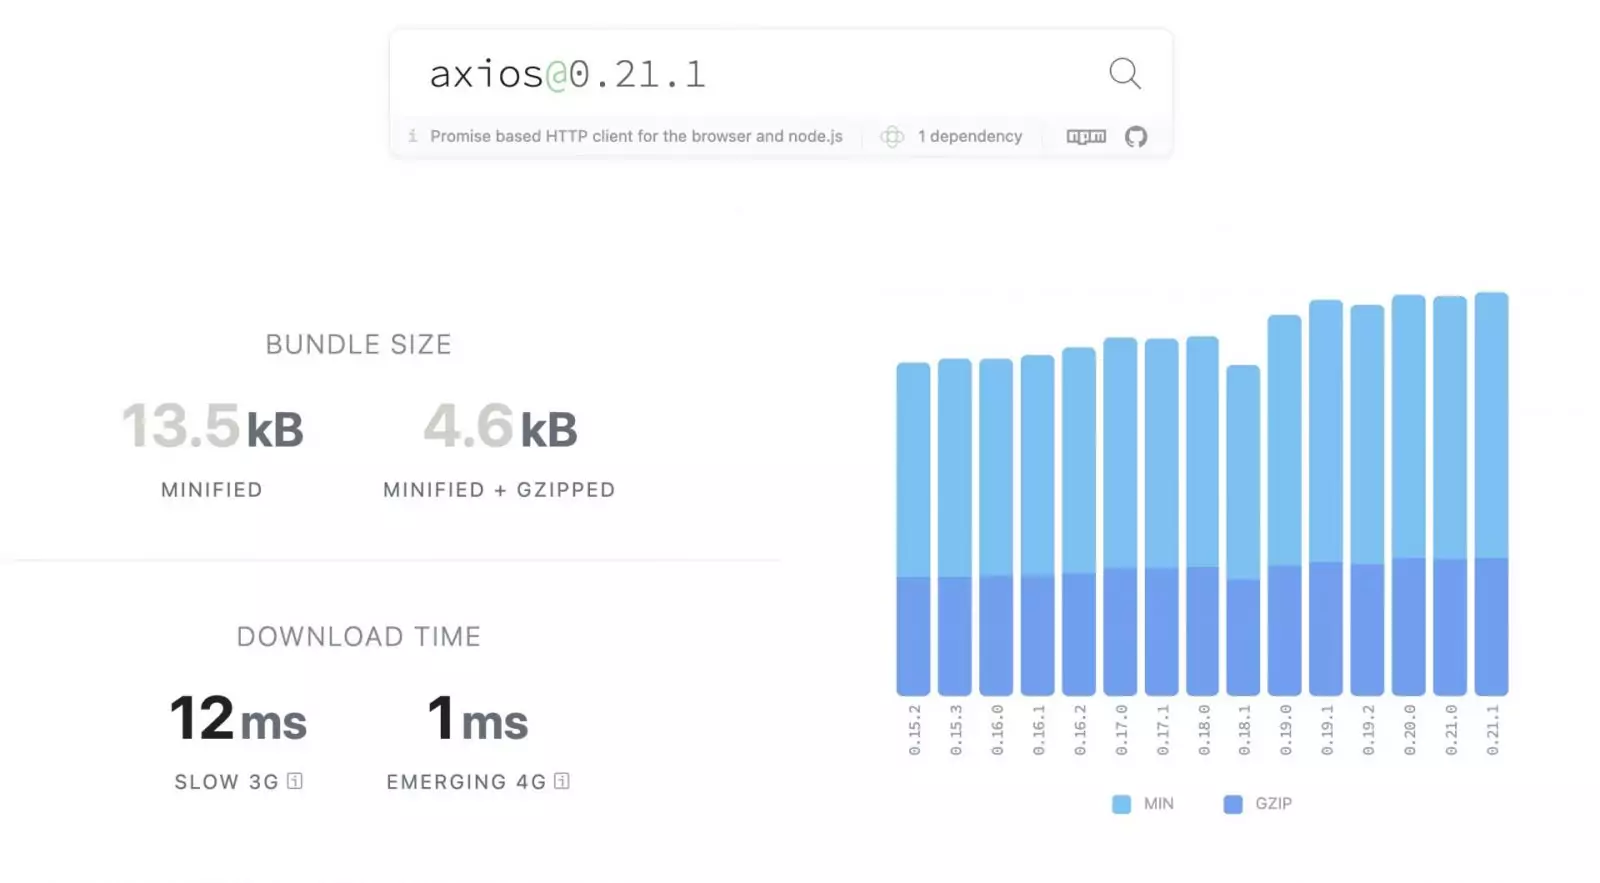 axios@0.21.1
i Promise based HTTP client for the browser and node.js
1 dependency
npm
BUNDLE SIZE
13.5 kB
MINIFIED
4.6 kB
MINIFIED + GZIPPED
DOWNLOAD TIME
12 ms
SLOW 3G i
1 ms
EMERGING 4G i
0.15.2
0.15.3
0.16.0
0.16.1
0.16.2
0.17.0
0.17.1
0.18.0
0.18.1
0.19.0
0.19.1
0.19.2
0.20.0
0.21.0
0.21.1
MIN
GZIP